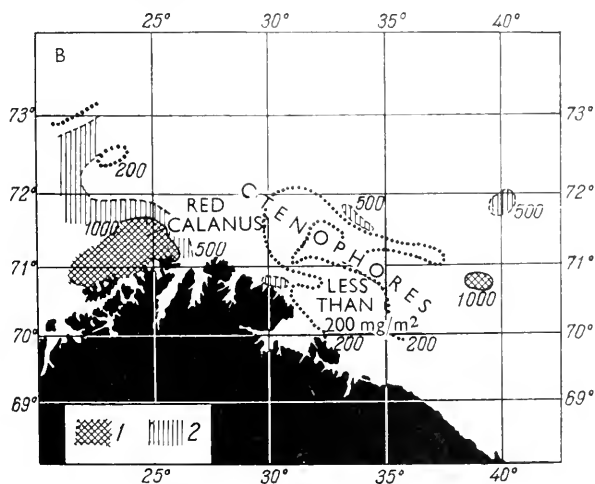 25° 30° 35° 40°
B
73° 73°
200
72° 72°
CTENOPHORES
500
RED
CALANUS
1000
500
500
71° 71°
LESS
THAN
200 mg/m²
1000
70° 70°
200 200
69° 69°
1 2
25° 30° 35° 40°